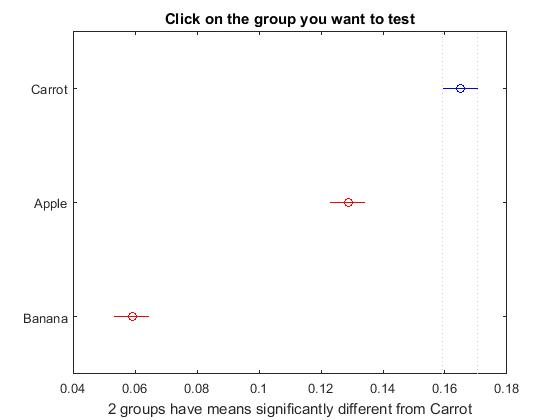 Click on the group you want to test
Carrot
Apple
Banana
0.04 0.06 0.08 0.1 0.12 0.14 0.16 0.18
2 groups have means significantly different from Carrot